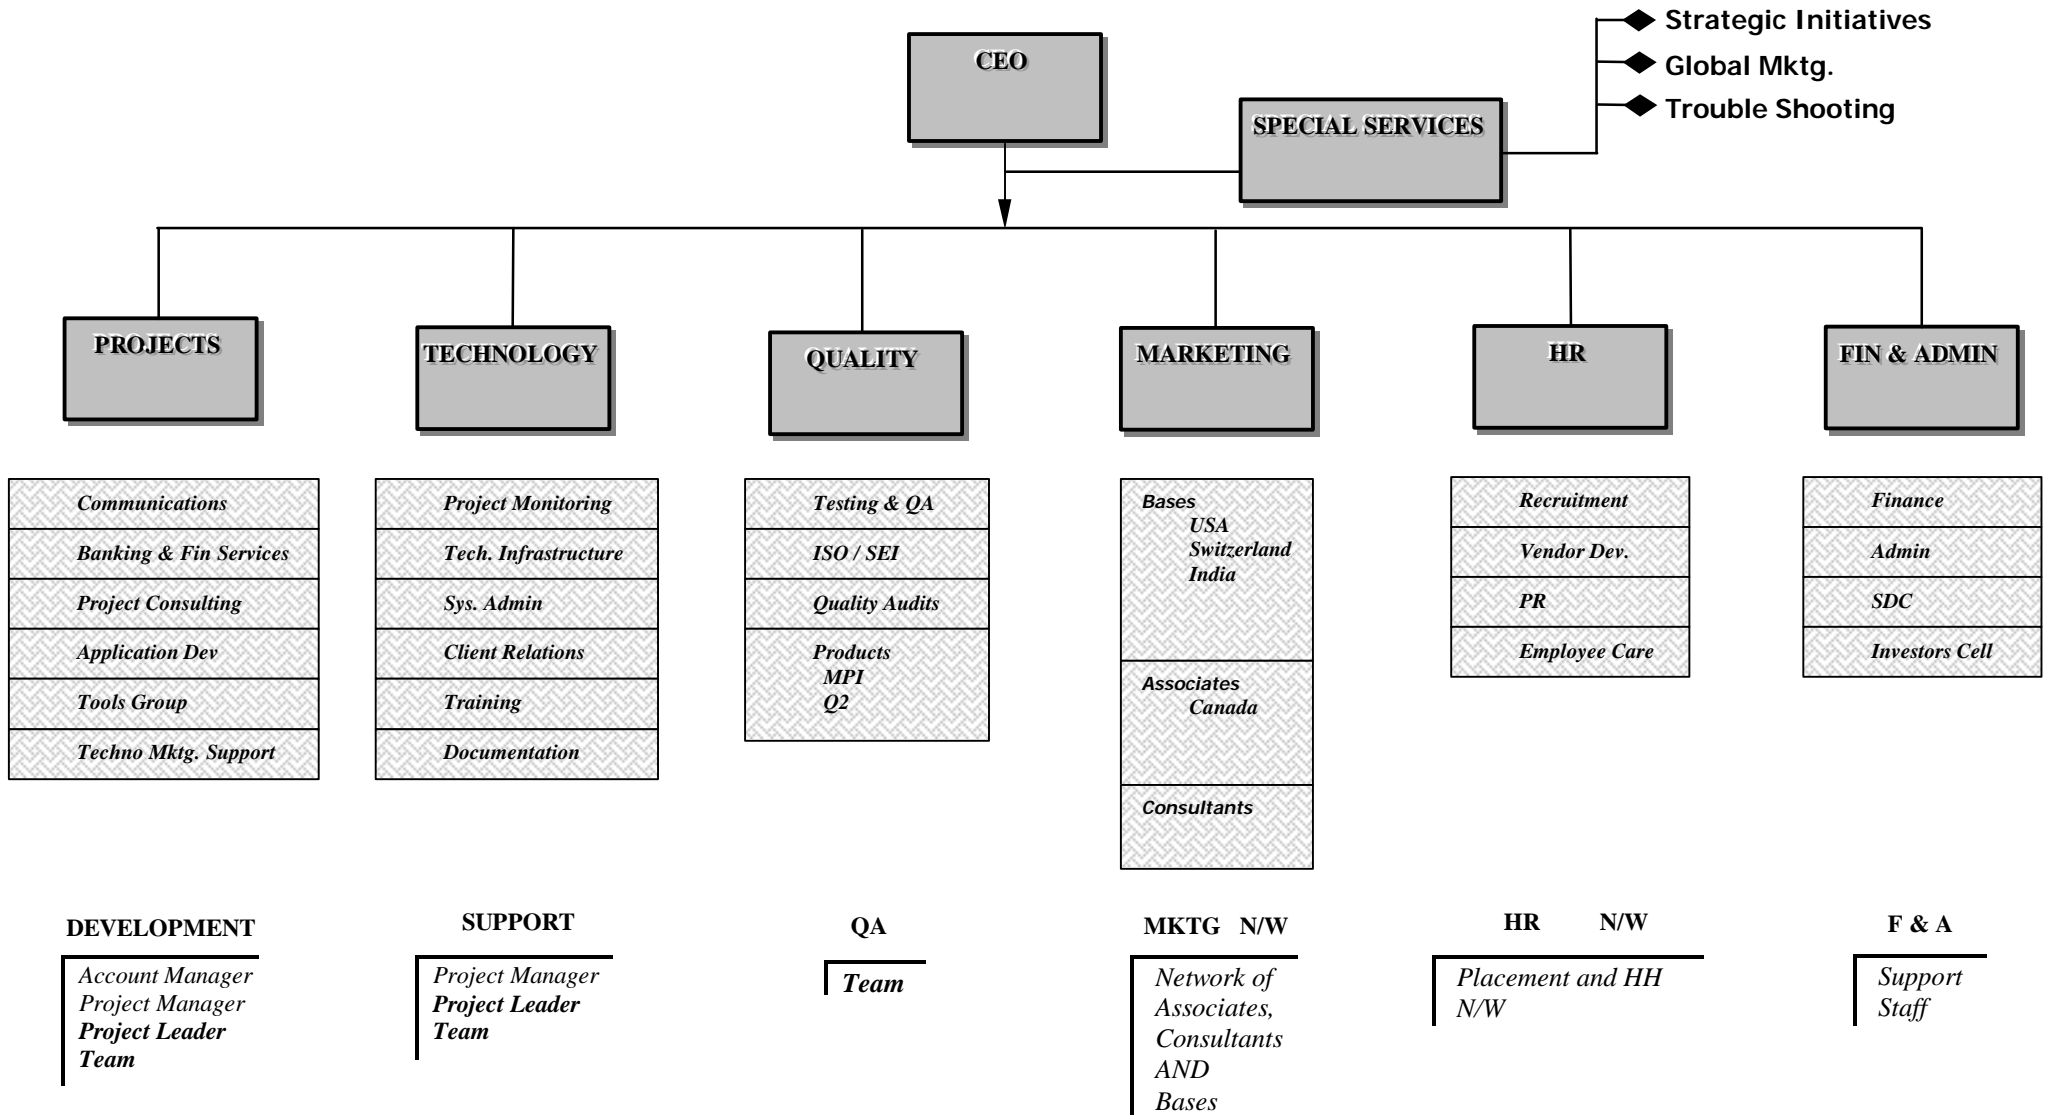 Strategic Initiatives
Global Mktg.
Trouble Shooting
CEO
SPECIAL SERVICES
PROJECTS
TECHNOLOGY
QUALITY
MARKETING
HR
FIN & ADMIN
Communications
Banking & Fin Services
Project Consulting
Application Dev
Tools Group
Techno Mktg. Support
Project Monitoring
Tech. Infrastructure
Sys. Admin
Client Relations
Training
Documentation
Testing & QA
ISO / SEI
Quality Audits
Products
MPI
Q2
Bases
USA
Switzerland
India
Associates
Canada
Consultants
Recruitment
Vendor Dev.
PR
Employee Care
Finance
Admin
SDC
Investors Cell
DEVELOPMENT
Account Manager
Project Manager
Project Leader
Team
SUPPORT
Project Manager
Project Leader
Team
QA
Team
MKTG N/W
Network of
Associates,
Consultants
AND
Bases
HR N/W
Placement and HH
N/W
F & A
Support
Staff